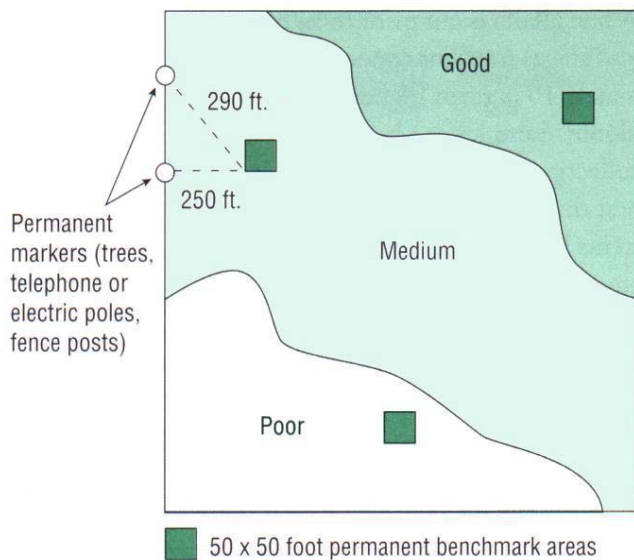 Good
290 ft.
250 ft.
Permanent
markers (trees,
telephone or
electric poles,
fence posts)
Medium
Poor
50 x 50 foot permanent benchmark areas